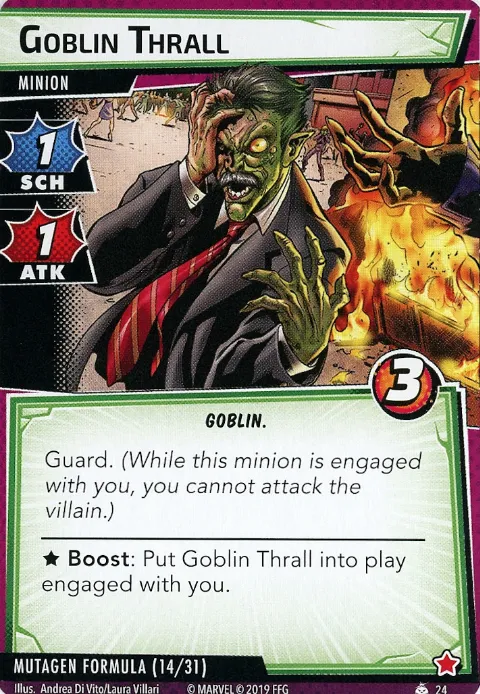 Goblin Thrall
MINION
1
SCH
1
ATK
3
GOBLIN.
Guard. (While this minion is engaged
with you, you cannot attack the
villain.)
★ Boost: Put Goblin Thrall into play
engaged with you.
MUTAGEN FORMULA (14/31)
Illus. Andrea Di Vito/Laura Villari © MARVEL © 2019 FFG 24